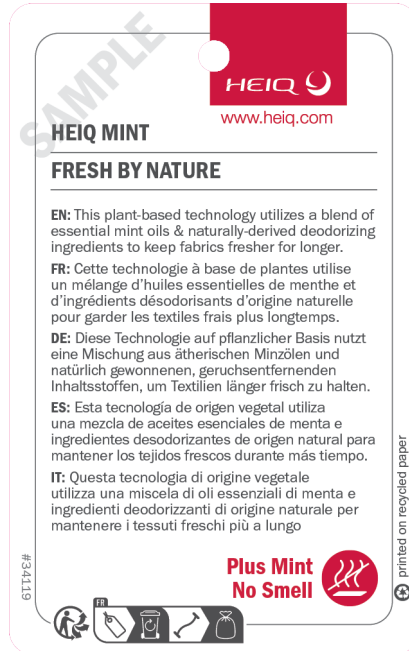 SAMPLE
HEIQ
www.heiq.com
HEIQ MINT
FRESH BY NATURE
EN: This plant-based technology utilizes a blend of
essential mint oils & naturally-derived deodorizing
ingredients to keep fabrics fresher for longer.
FR: Cette technologie à base de plantes utilise
un mélange d'huiles essentielles de menthe et
d'ingrédients désodorisants d'origine naturelle
pour garder les textiles frais plus longtemps.
DE: Diese Technologie auf pflanzlicher Basis nutzt
eine Mischung aus ätherischen Minzölen und
natürlich gewonnenen, geruchsentfernenden
Inhaltsstoffen, um Textilien länger frisch zu halten.
ES: Esta tecnología de origen vegetal utiliza
una mezcla de aceites esenciales de menta e
ingredientes desodorizantes de origen natural para
mantener los tejidos frescos durante más tiempo.
IT: Questa tecnologia di origine vegetale
utilizza una miscela di oli essenziali di menta e
ingredienti deodorizzanti di origine naturale per
mantenere i tessuti freschi più a lungo
Plus Mint
No Smell
#34119
printed on recycled paper
FR